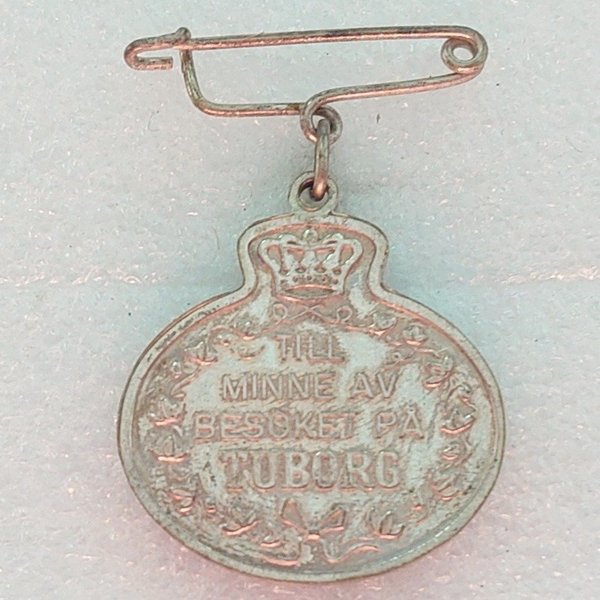 TILL
MINNE AV
BESÖKET PÅ
TUBORG